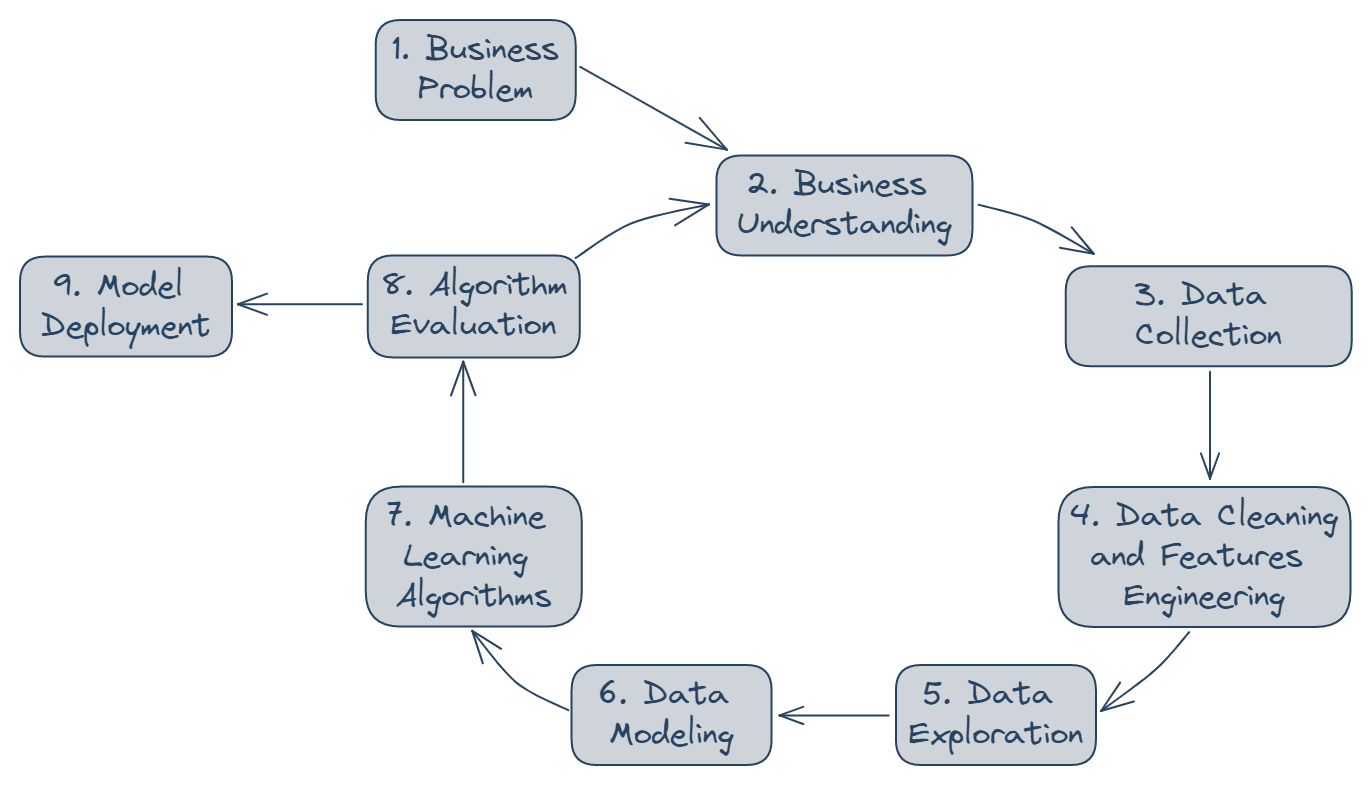 1. Business
Problem
2. Business
Understanding
3. Data
Collection
4. Data Cleaning
and Features
Engineering
5. Data
Exploration
6. Data
Modeling
7. Machine
Learning
Algorithms
8. Algorithm
Evaluation
9. Model
Deployment